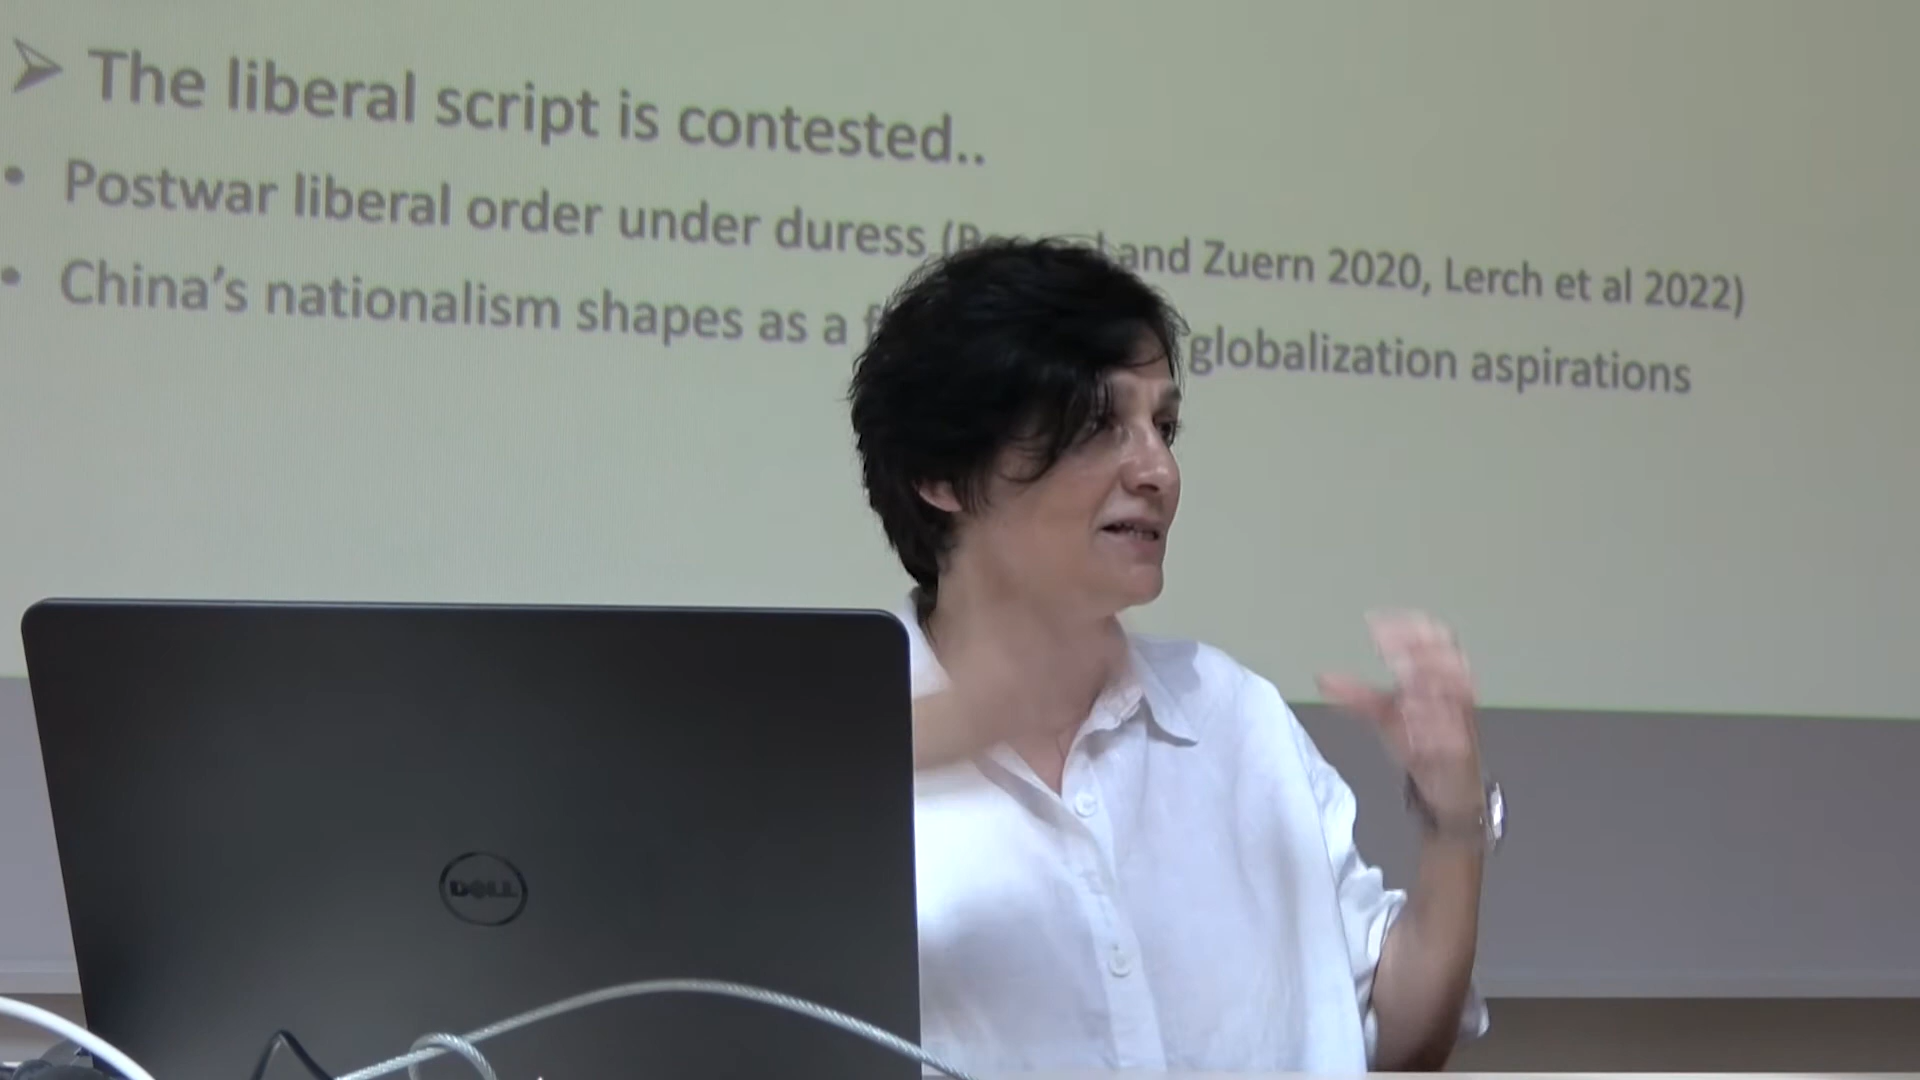 The liberal script is contested..
Postwar liberal order under duress ( and Zuern 2020, Lerch et al 2022)
China's nationalism shapes as a globalization aspirations
DELL